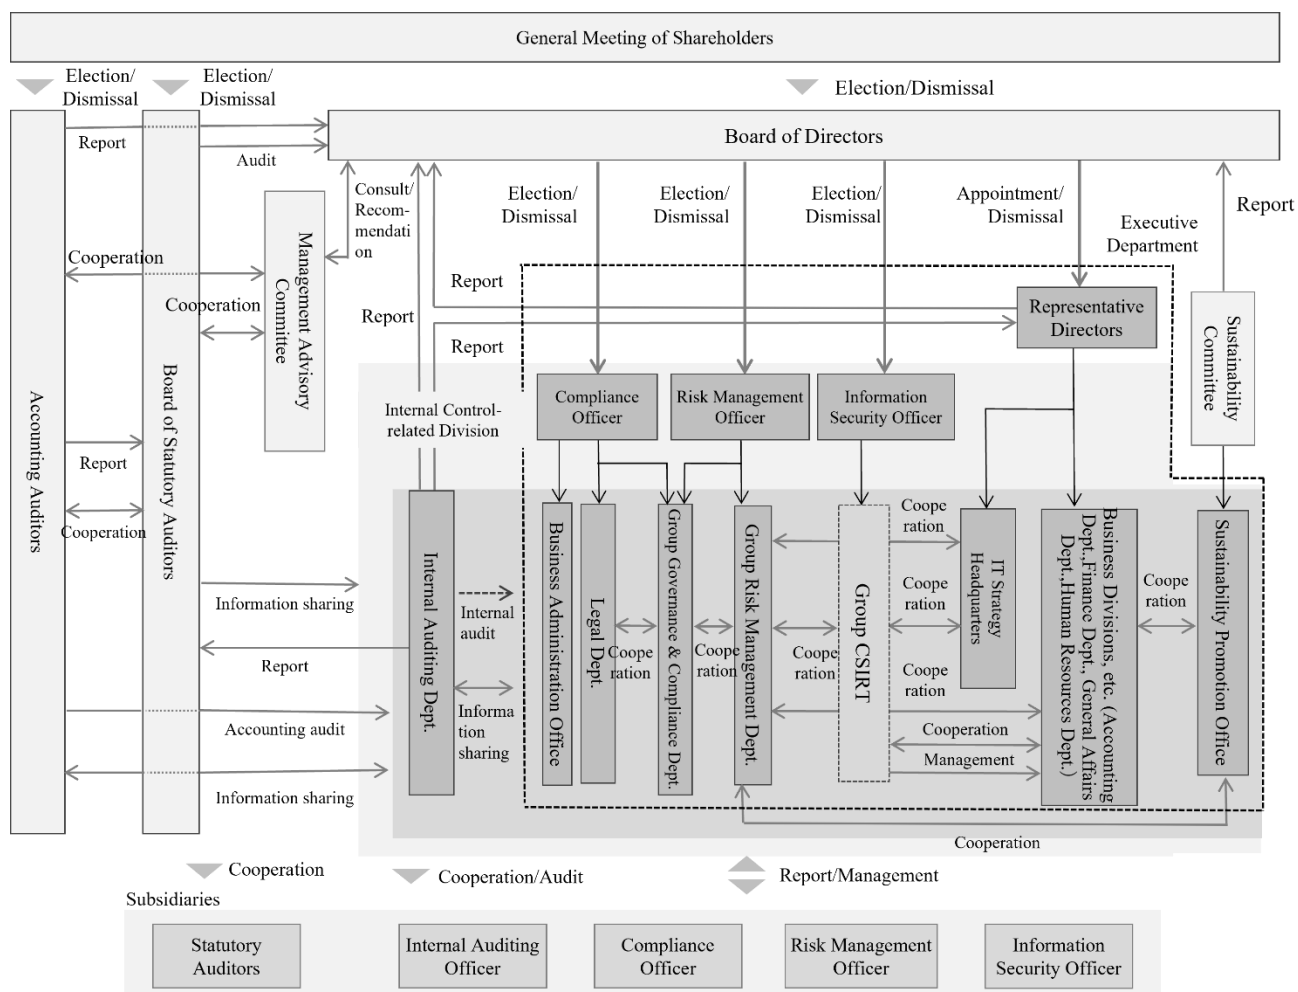 General Meeting of Shareholders
Election/
Dismissal
Election/
Dismissal
Election/Dismissal
Board of Directors
Report
Audit
Consult/
Recom-
mendati
on
Election/
Dismissal
Election/
Dismissal
Election/
Dismissal
Appointment/
Dismissal
Executive
Department
Report
Cooperation
Cooperation
Management Advisory
Committee
Report
Report
Report
Representative
Directors
Sustainability
Committee
Accounting Auditors
Board of Statutory Auditors
Internal Control-
related Division
Compliance
Officer
Risk Management
Officer
Information
Security Officer
Report
Cooperation
Information sharing
Report
Accounting audit
Information sharing
Internal Auditing Dept.
Internal
audit
Informa
tion
sharing
Business Administration Office
Legal Dept.
Coope
ration
Group Governance & Compliance Dept.
Coope
ration
Group Risk Management Dept.
Coope
ration
Group CSIRT
Coope
ration
Coope
ration
Coope
ration
Cooperation
Management
IT Strategy
Headquarters
Business Divisions, etc. (Accounting
Dept.,Finance Dept., General Affairs
Dept.,Human Resources Dept.)
Coope
ration
Sustainability Promotion Office
Cooperation
Cooperation
Cooperation/Audit
Report/Management
Subsidiaries
Statutory
Auditors
Internal Auditing
Officer
Compliance
Officer
Risk Management
Officer
Information
Security Officer